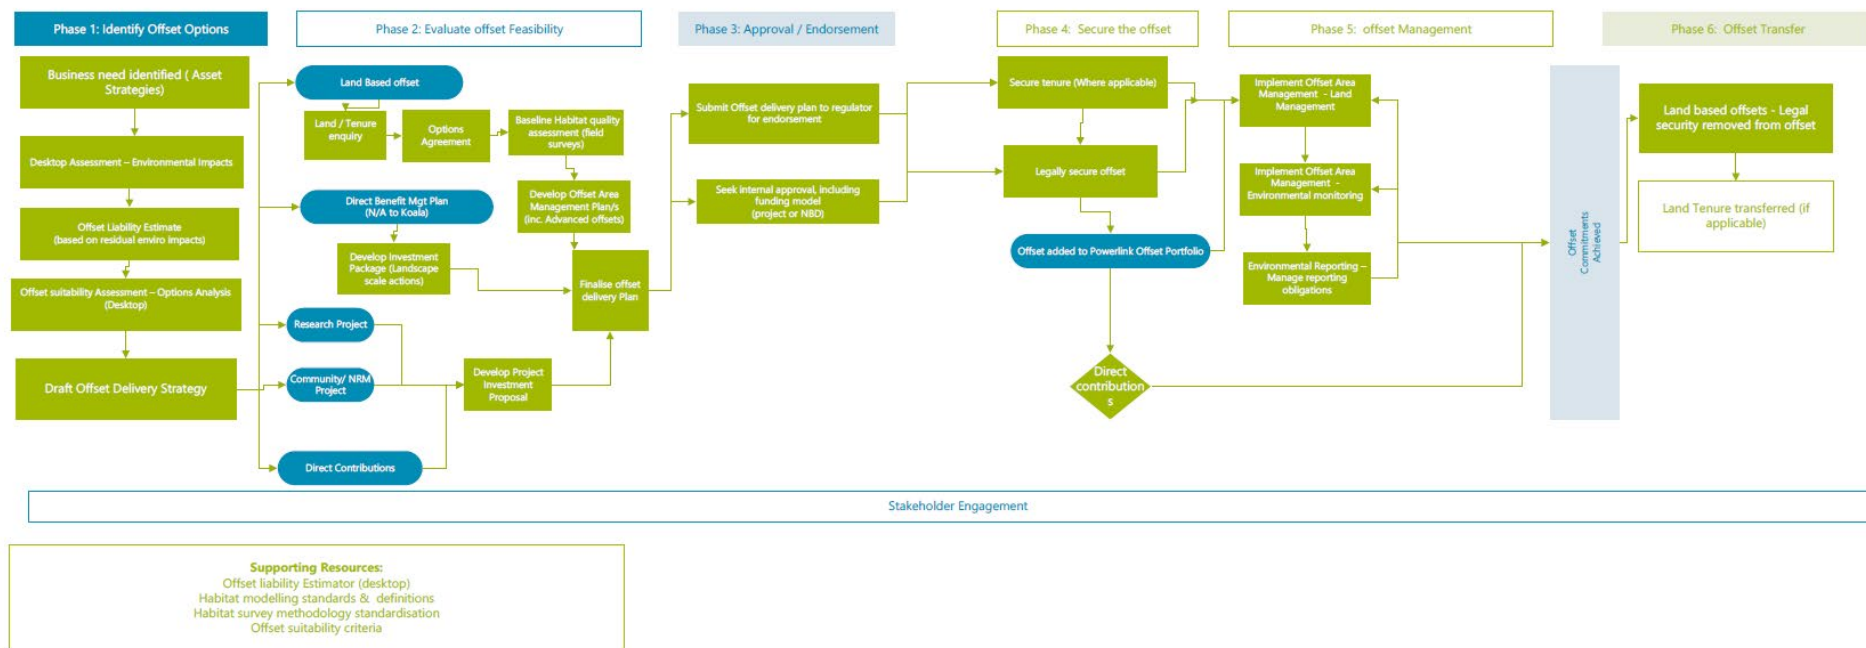 Phase 1: Identify Offset Options
Phase 2: Evaluate offset Feasibility
Phase 3: Approval / Endorsement
Phase 4:  Secure the offset
Phase 5: offset Management
Phase 6:  Offset Transfer
Business need identified ( Asset
Strategies)
Desktop Assessment – Environmental Impacts
Offset Liability Estimate
(based on residual enviro impacts)
Offset suitability Assessment – Options Analysis
(Desktop)
Draft Offset Delivery Strategy
Land Based offset
Land / Tenure
enquiry
Options
Agreement
Baseline Habitat quality
assessment (field
surveys)
Develop Offset Area
Management Plan/s
(inc. Advanced offsets)
Direct Benefit Mgt Plan
(N/A to Koala)
Develop Investment
Package (Landscape
scale actions)
Finalise offset
delivery Plan
Research Project
Community/ NRM
Project
Develop Project
Investment
Proposal
Direct Contributions
Submit Offset delivery plan to regulator
for endorsement
Seek internal approval, including
funding model
(project or NBD)
Secure tenure (Where applicable)
Legally secure offset
Offset added to Powerlink Offset Portfolio
Direct
contribution
s
Implement Offset Area
Management  - Land
Management
Implement Offset Area
Management  -
Environmental monitoring
Environmental Reporting –
Manage reporting
obligations
Offset
Commitments
Achieved
Land based offsets - Legal
security removed from offset
Land Tenure transferred (if
applicable)
Stakeholder Engagement
Supporting Resources:
Offset liability Estimator (desktop)
Habitat modelling standards &  definitions
Habitat survey methodology standardisation
Offset suitability criteria